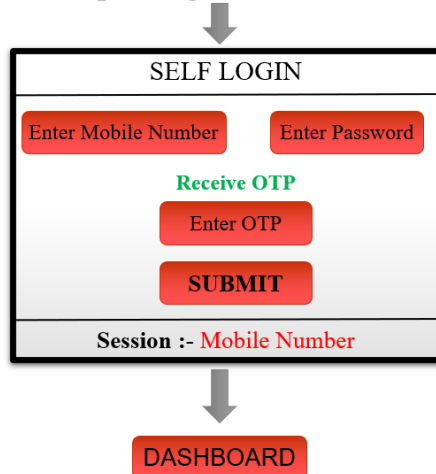 SELF LOGIN
Enter Mobile Number Enter Password
Receive OTP
Enter OTP
SUBMIT
Session :- Mobile Number
DASHBOARD